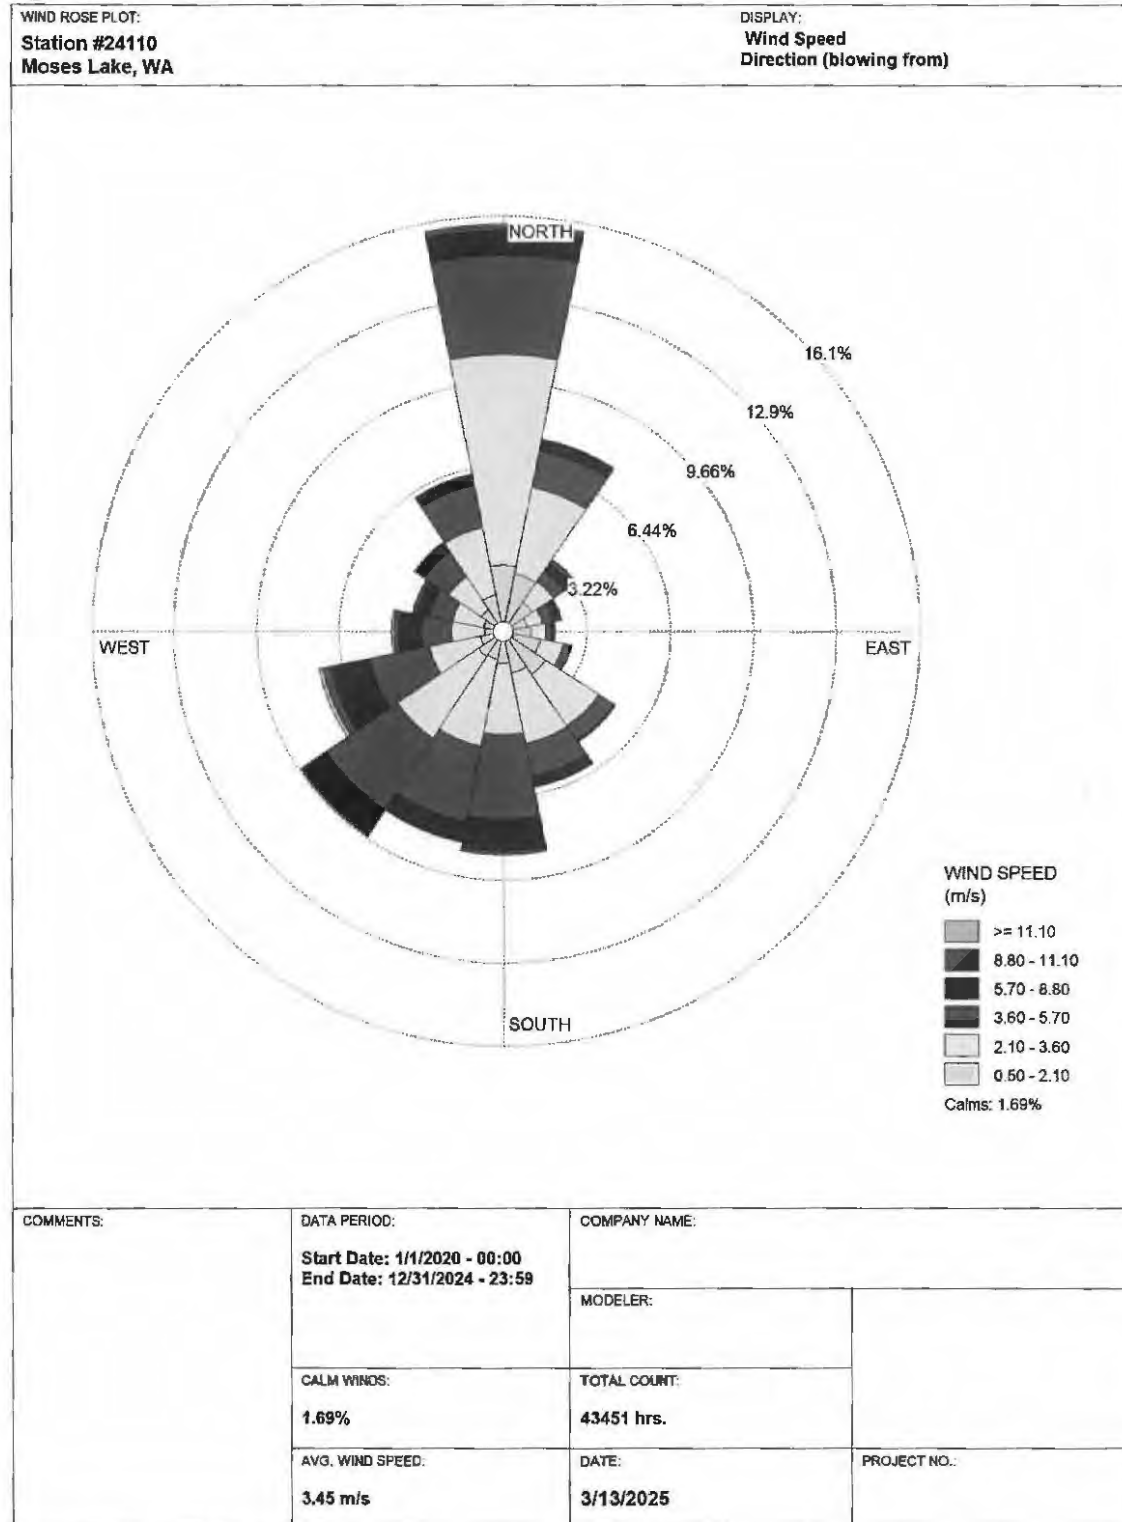 WIND ROSE PLOT:
Station #24110
Moses Lake, WA
DISPLAY:
Wind Speed
Direction (blowing from)
NORTH
16.1%
12.9%
9.66%
6.44%
3.22%
WEST
EAST
SOUTH
WIND SPEED
(m/s)
>= 11.10
8.80 - 11.10
5.70 - 8.80
3.60 - 5.70
2.10 - 3.60
0.50 - 2.10
Calms: 1.69%
COMMENTS:
DATA PERIOD:
Start Date: 1/1/2020 - 00:00
End Date: 12/31/2024 - 23:59
COMPANY NAME:
MODELER:
CALM WINDS:
1.69%
TOTAL COUNT:
43451 hrs.
AVG. WIND SPEED:
3.45 m/s
DATE:
3/13/2025
PROJECT NO.: